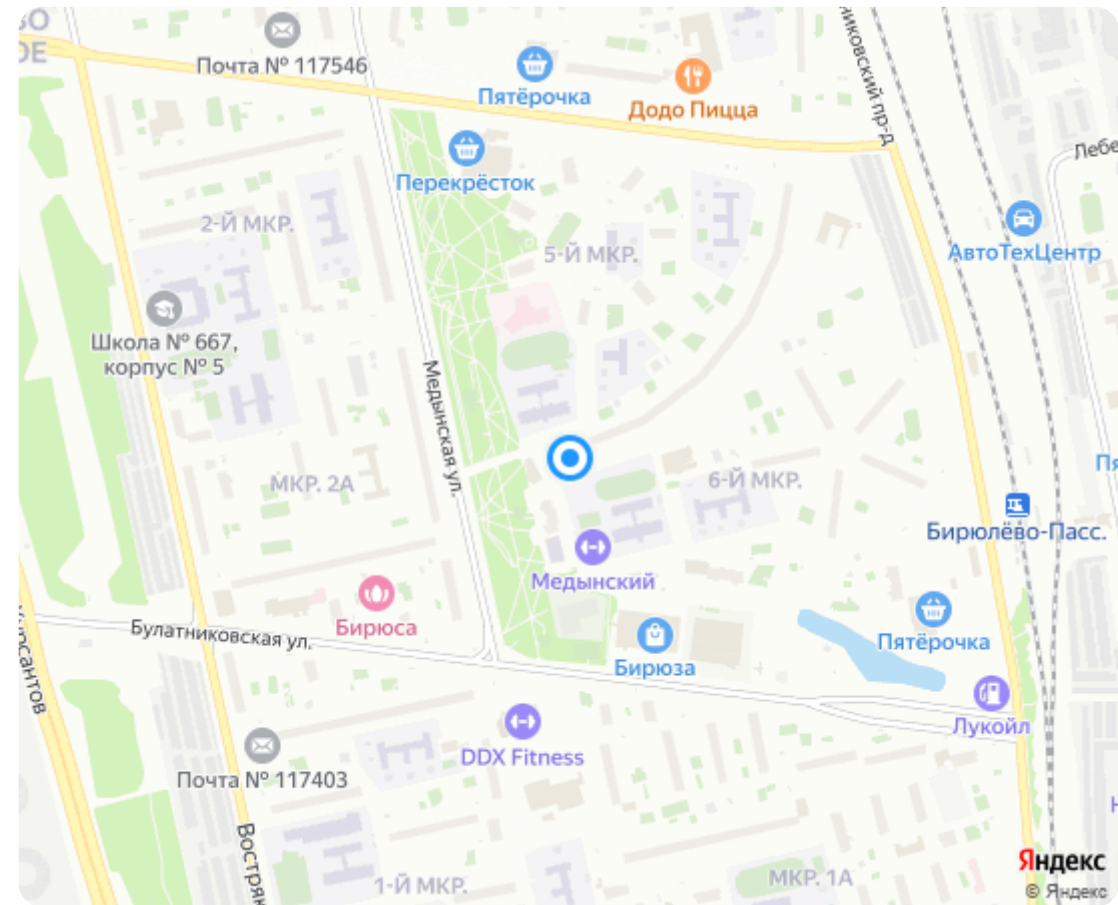 Почта № 117546
Пятёрочка
Додо Пицца
Перекрёсток
2-Й МКР.
5-Й МКР.
АвтоТехЦентр
Школа № 667,
корпус № 5
Медынская ул.
МКР. 2А
6-Й МКР.
Бирюлёво-Пасс.
Медынский
Бирюса
Булатниковская ул.
Бирюза
Пятёрочка
Лукойл
DDX Fitness
Почта № 117403
1-Й МКР.
МКР. 1А
Яндекс
© Яндекс